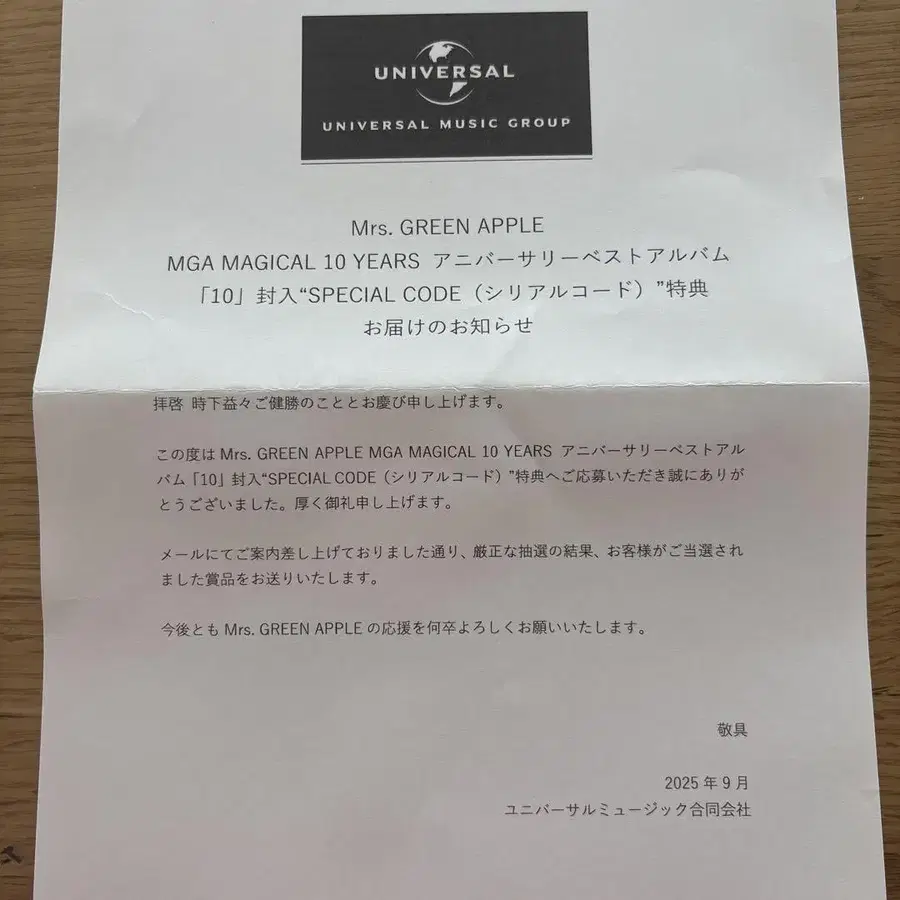 UNIVERSAL
UNIVERSAL MUSIC GROUP
Mrs. GREEN APPLE
MGA MAGICAL 10 YEARS アニバーサリーベストアルバム
「10」封入“SPECIAL CODE（シリアルコード）”特典
お届けのお知らせ
拝啓 時下益々ご健勝のこととお慶び申し上げます。
この度は Mrs. GREEN APPLE MGA MAGICAL 10 YEARS アニバーサリーベストアル
バム「10」封入“SPECIAL CODE（シリアルコード）”特典へご応募いただき誠にありが
とうございました。厚く御礼申し上げます。
メールにてご案内差し上げておりました通り、厳正な抽選の結果、お客様がご当選され
ました賞品をお送りいたします。
今後とも Mrs. GREEN APPLE の応援を何卒よろしくお願いいたします。
敬具
2025 年 9 月
ユニバーサルミュージック合同会社